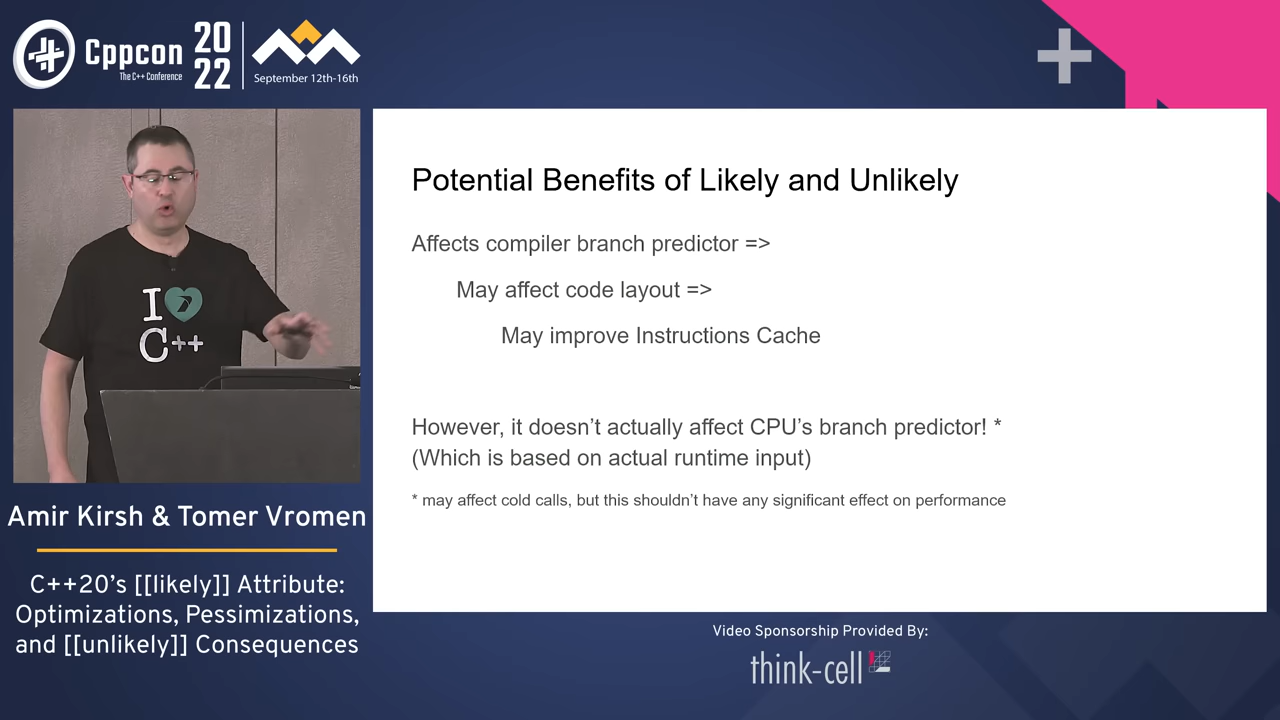 Cppcon
The C++ Conference
20
22
September 12th-16th
I
C++
Amir Kirsh & Tomer Vromen
C++20's [[likely]] Attribute:
Optimizations, Pessimizations,
and [[unlikely]] Consequences
Potential Benefits of Likely and Unlikely
Affects compiler branch predictor =>
May affect code layout =>
May improve Instructions Cache
However, it doesn't actually affect CPU's branch predictor! *
(Which is based on actual runtime input)
* may affect cold calls, but this shouldn't have any significant effect on performance
Video Sponsorship Provided By:
think-cell